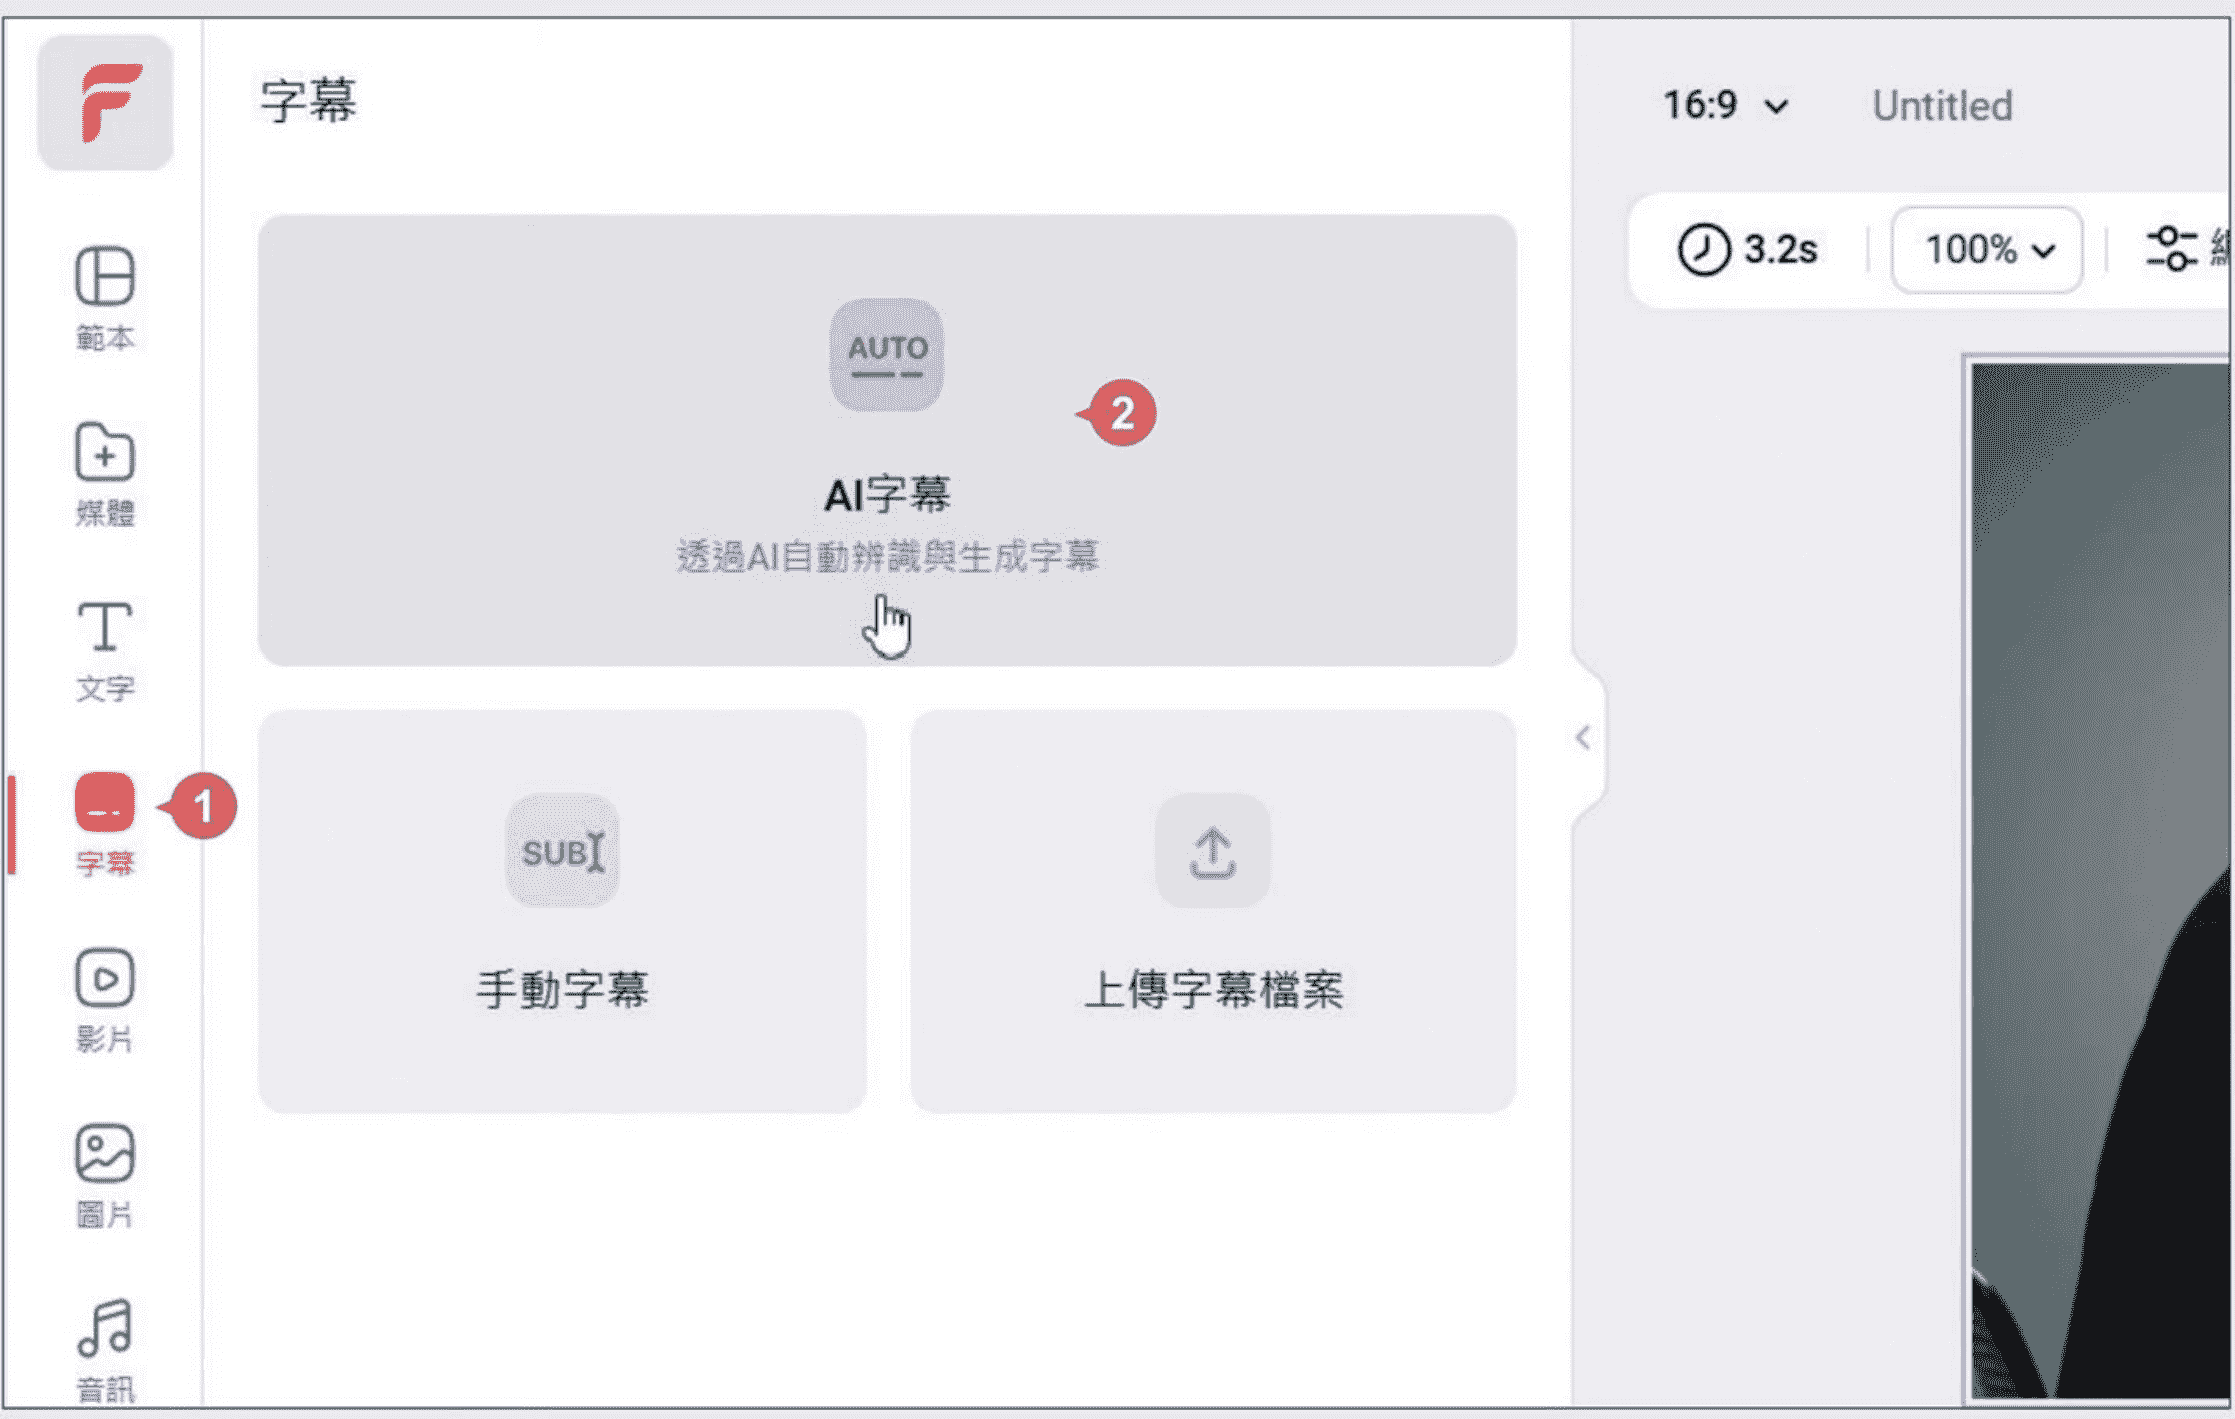 字幕
16:9
Untitled
範本
3.2s
100%
AUTO
2
媒體
AI字幕
透過AI自動辨識與生成字幕
文字
1
字幕
SUB
手動字幕
上傳字幕檔案
影片
圖片
音訊